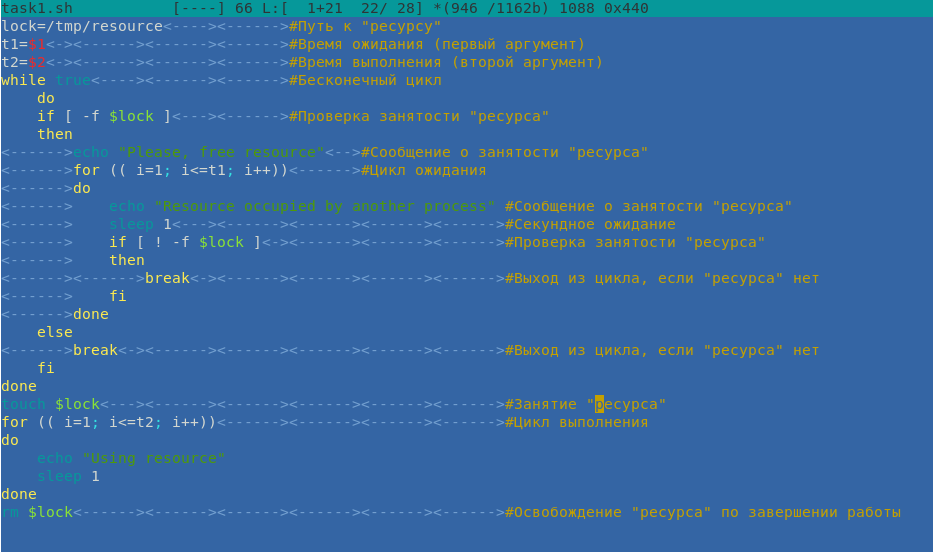 task1.sh [----] 66 L:[ 1+21 22/ 28] *(946 /1162b) 1088 0x440
lock=/tmp/resource<----><------>#Путь к "ресурсу"
t1=$1<-><------><------><------>#Время ожидания (первый аргумент)
t2=$2<-><------><------><------>#Время выполнения (второй аргумент)
while true<----><------><------>#Бесконечный цикл
    do
    if [ -f $lock ]<---><------>#Проверка занятости "ресурса"
    then
<------>echo "Please, free resource"<-->#Сообщение о занятости "ресурса"
<------>for (( i=1; i<=t1; i++))<------>#Цикл ожидания
<------>do
<------>    echo "Resource occupied by another process" #Сообщение о занятости "ресурса"
<------>    sleep 1<----><------><------><------><------>#Секундное ожидание
<------>    if [ ! -f $lock ]<-><------><------><------>#Проверка занятости "ресурса"
<------>    then
<------><------>break<-><------><------><------><------>#Выход из цикла, если "ресурса" нет
<------>    fi
<------>done
    else
<------>break<-><------><------><------><------><------>#Выход из цикла, если "ресурса" нет
    fi
done
touch $lock<---><------><------><------><------><------>#Занятие "ресурса"
for (( i=1; i<=t2; i++))<------><------><------><------>#Цикл выполнения
do
    echo "Using resource"
    sleep 1
done
rm $lock<------><------><------><------><------><------>#Освобождение "ресурса" по завершении работы